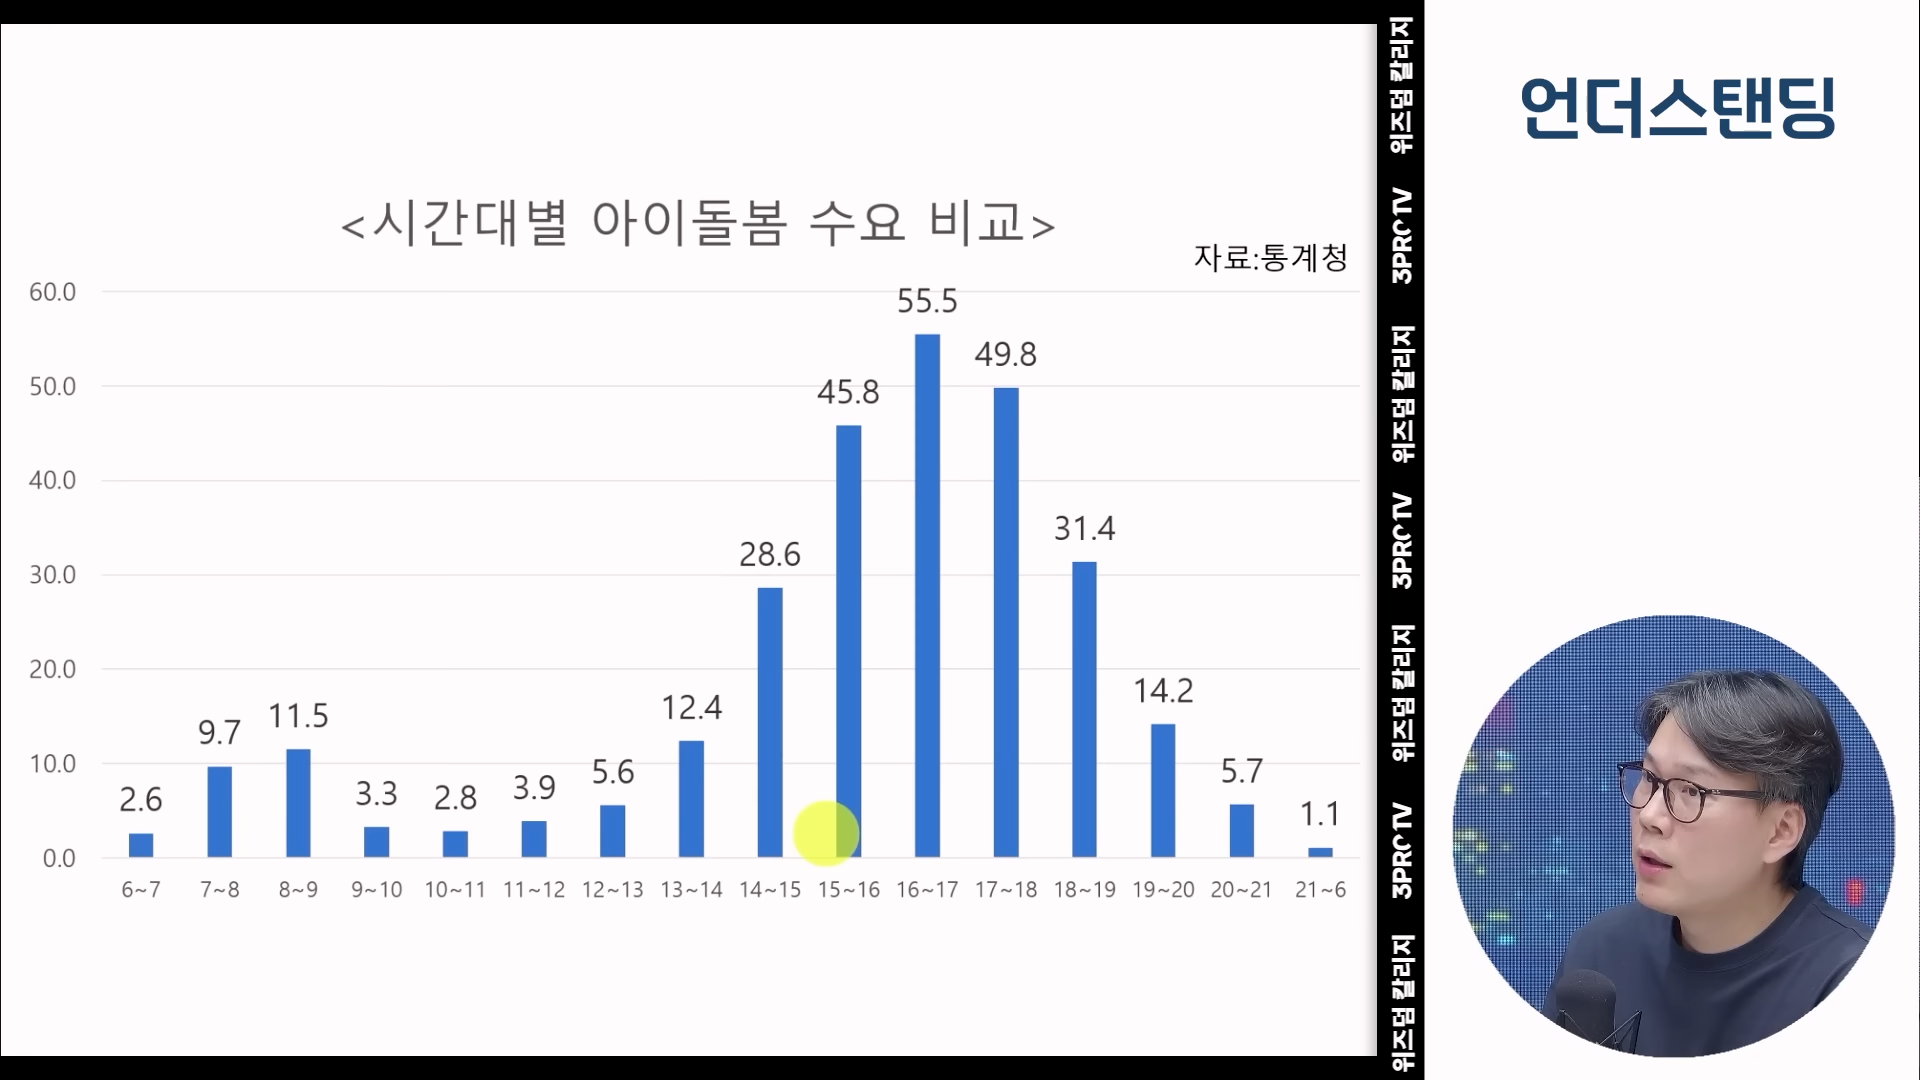 <시간대별 아이돌봄 수요 비교>
자료:통계청
60.0
50.0
40.0
30.0
20.0
10.0
0.0
2.6
9.7
11.5
3.3
2.8
3.9
5.6
12.4
28.6
45.8
55.5
49.8
31.4
14.2
5.7
1.1
6~7 7~8 8~9 9~10 10~11 11~12 12~13 13~14 14~15 15~16 16~17 17~18 18~19 19~20 20~21 21~6
위즈덤 칼리지
3PROTV
위즈덤 칼리지
3PROTV
위즈덤 칼리지
3PROTV
위즈덤 칼리지
언더스탠딩